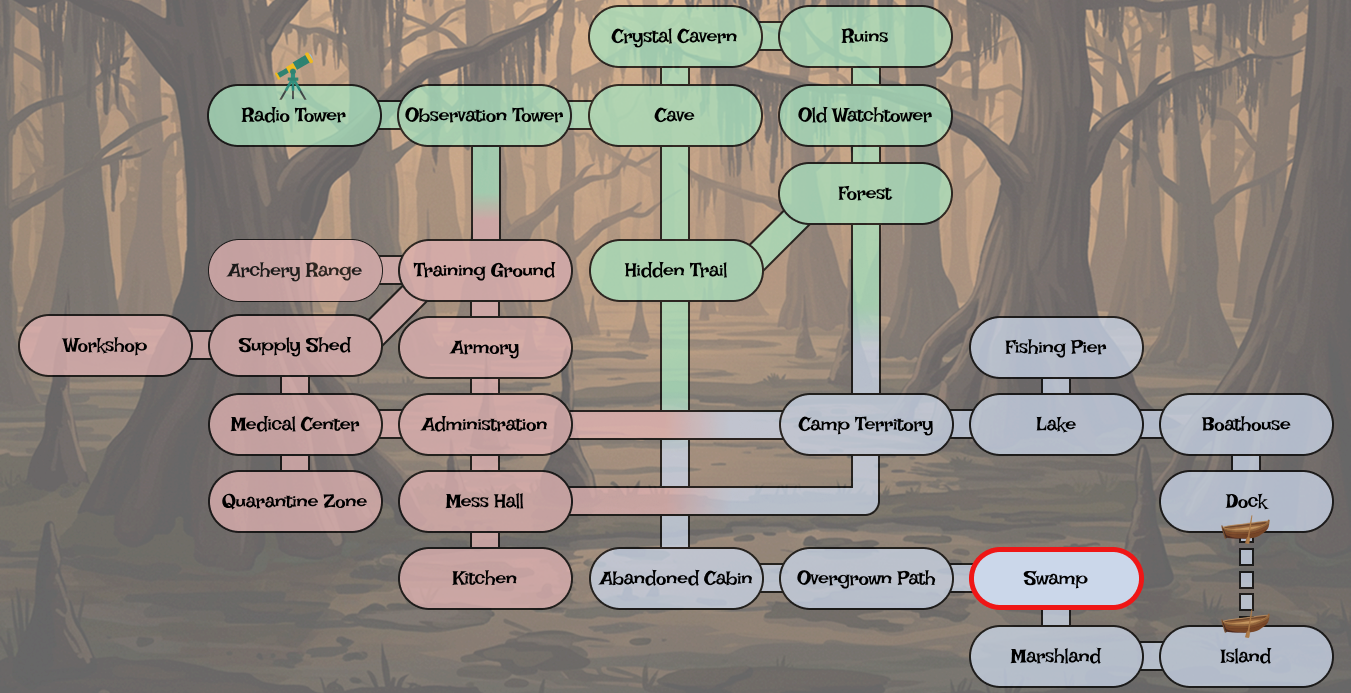 Crystal Cavern
Ruins
Radio Tower
Observation Tower
Cave
Old Watchtower
Forest
Archery Range
Training Ground
Hidden Trail
Workshop
Supply Shed
Armory
Fishing Pier
Medical Center
Administration
Camp Territory
Lake
Boathouse
Quarantine Zone
Mess Hall
Dock
Kitchen
Abandoned Cabin
Overgrown Path
Swamp
Marshland
Island